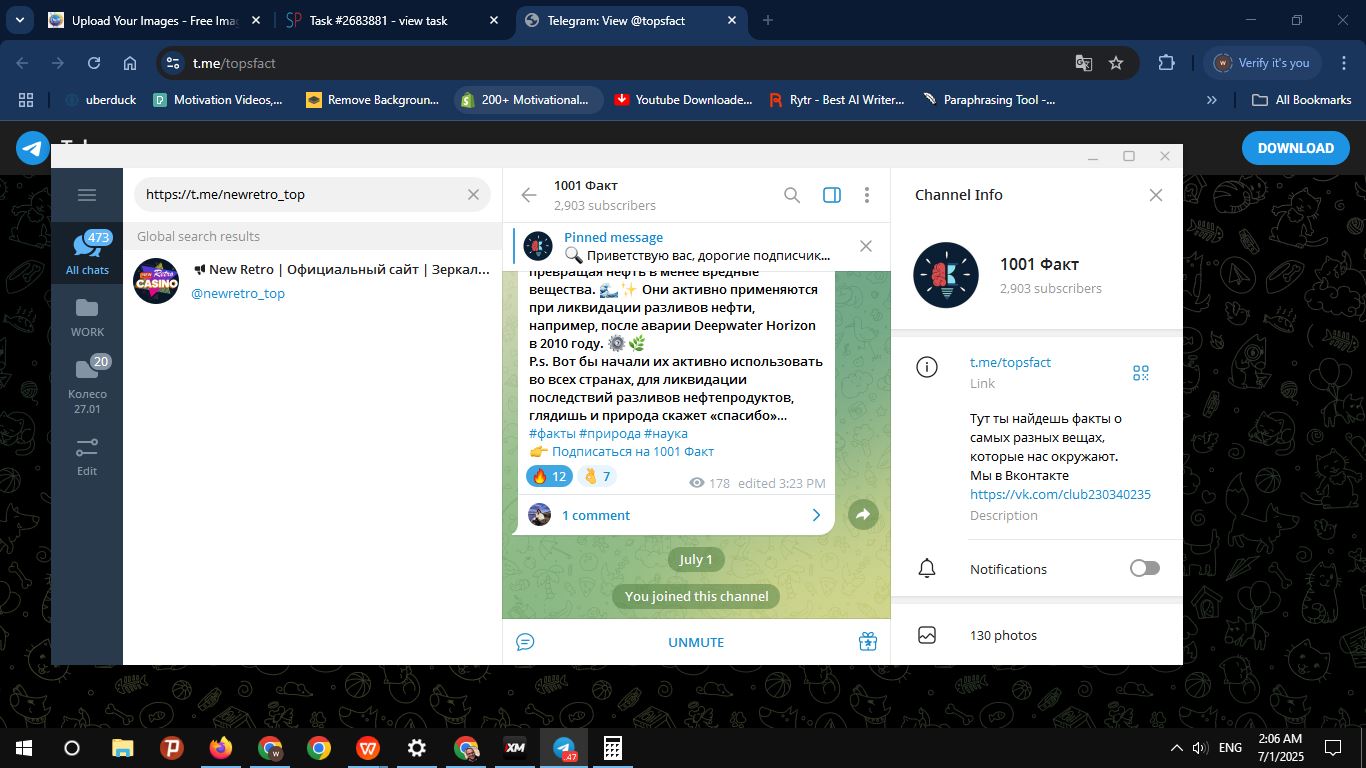 Upload Your Images - Free Imag
Task #2683881 - view task
Telegram: View @topsfact
t.me/topsfact
Verify it's you
uberduck
Motivation Videos,...
Remove Backgroun...
200+ Motivational...
Youtube Downloade...
Rytr - Best AI Writer...
Paraphrasing Tool -...
All Bookmarks
DOWNLOAD
https://t.me/newretro_top
Global search results
New Retro | Официальный сайт | Зеркал...
@newretro_top
new Retro
CASINO
473
All chats
WORK
20
Колесо
27.01
Edit
1001 Факт
2,903 subscribers
Pinned message
🔍 Приветствую вас, дорогие подписчик...
превращая нефть в менее вредные
вещества. 🌊✨ Они активно применяются
при ликвидации разливов нефти,
например, после аварии Deepwater Horizon
в 2010 году. ⚙️🌿
P.s. Вот бы начали их активно использовать
во всех странах, для ликвидации
последствий разливов нефтепродуктов,
глядишь и природа скажет «спасибо»...
#факты #природа #наука
👉 Подписаться на 1001 Факт
🔥 12 👌 7
178 edited 3:23 PM
1 comment
July 1
You joined this channel
UNMUTE
Channel Info
1001 Факт
2,903 subscribers
t.me/topsfact
Link
Тут ты найдешь факты о
самых разных вещах,
которые нас окружают.
Мы в Вконтакте
https://vk.com/club230340235
Description
Notifications
130 photos
XM
.47
ENG
2:06 AM
7/1/2025